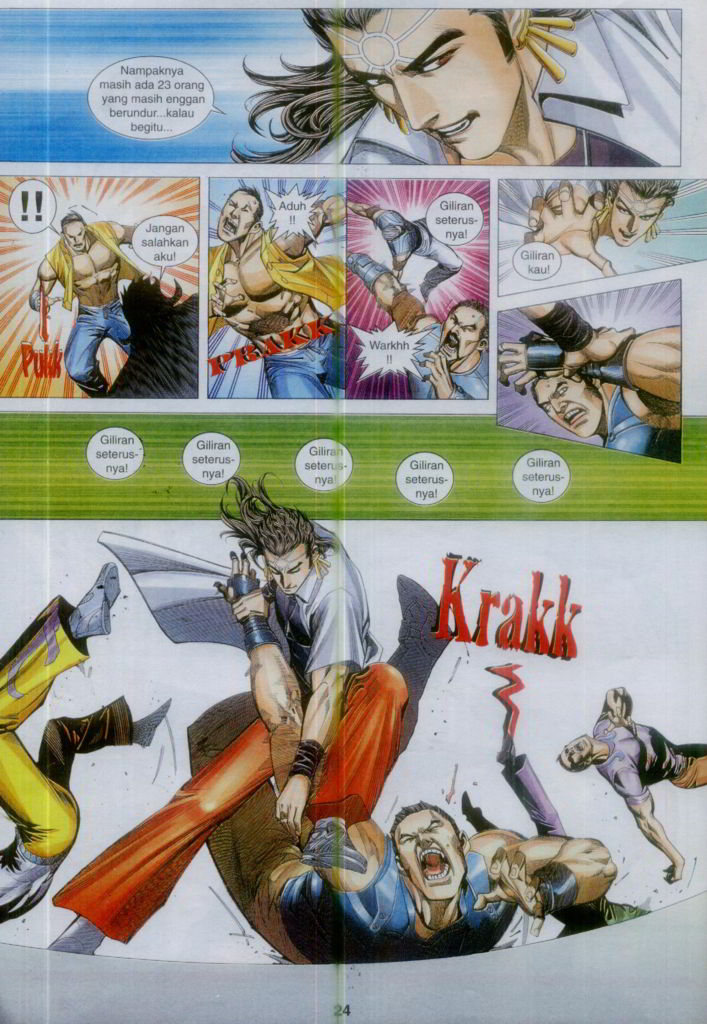 Nampaknya
masih ada 23 orang
yang masih enggan
berundur...kalau
begitu...
!!
Jangan
salahkan
aku!
Pukk
Aduh
!!
PRAKK
Giliran
seterus-
nya!
Warkhh
!!
Giliran
kau!
Giliran
seterus-
nya!
Giliran
seterus-
nya!
Giliran
seterus-
nya!
Giliran
seterus-
nya!
Giliran
seterus-
nya!
Krakk
24